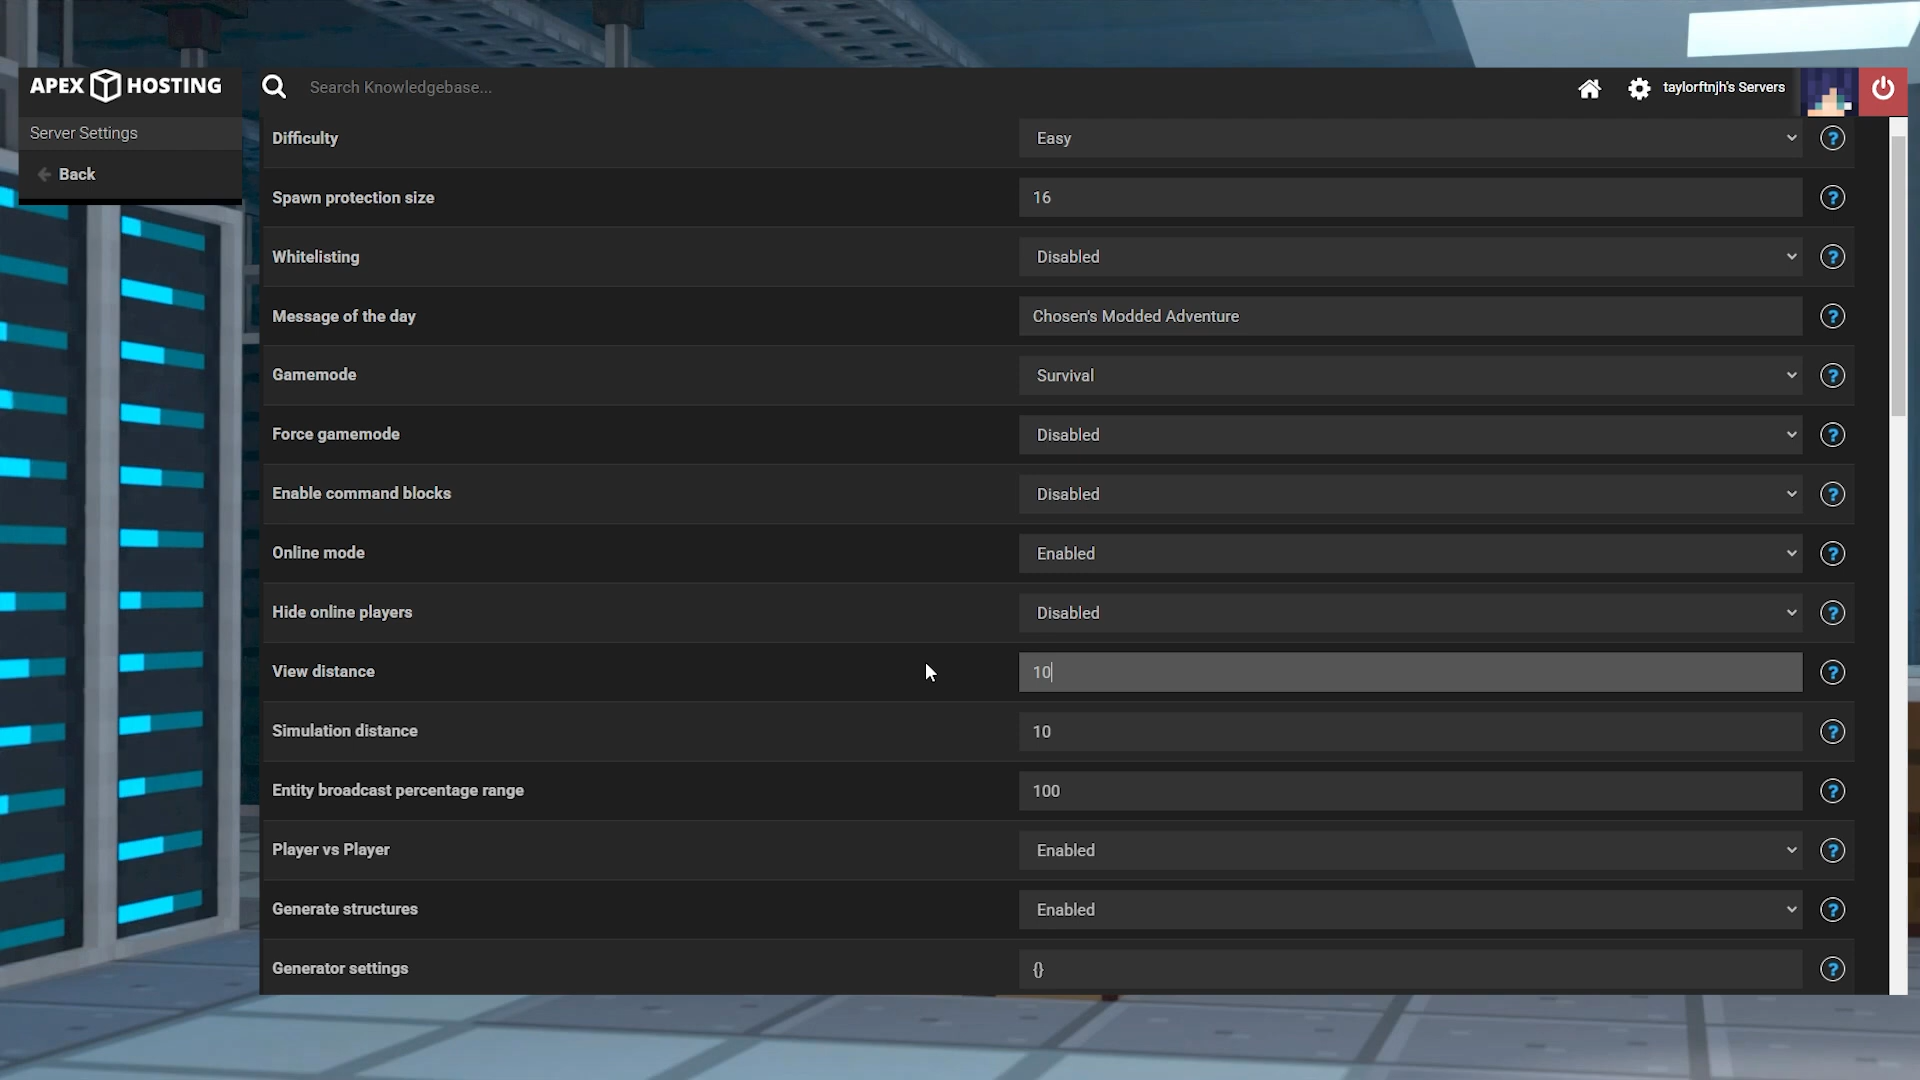 APEX HOSTING
Search Knowledgebase...
taylorftnjh's Servers
Server Settings
Back
Difficulty
Easy
Spawn protection size
16
Whitelisting
Disabled
Message of the day
Chosen's Modded Adventure
Gamemode
Survival
Force gamemode
Disabled
Enable command blocks
Disabled
Online mode
Enabled
Hide online players
Disabled
View distance
10
Simulation distance
10
Entity broadcast percentage range
100
Player vs Player
Enabled
Generate structures
Enabled
Generator settings
{}